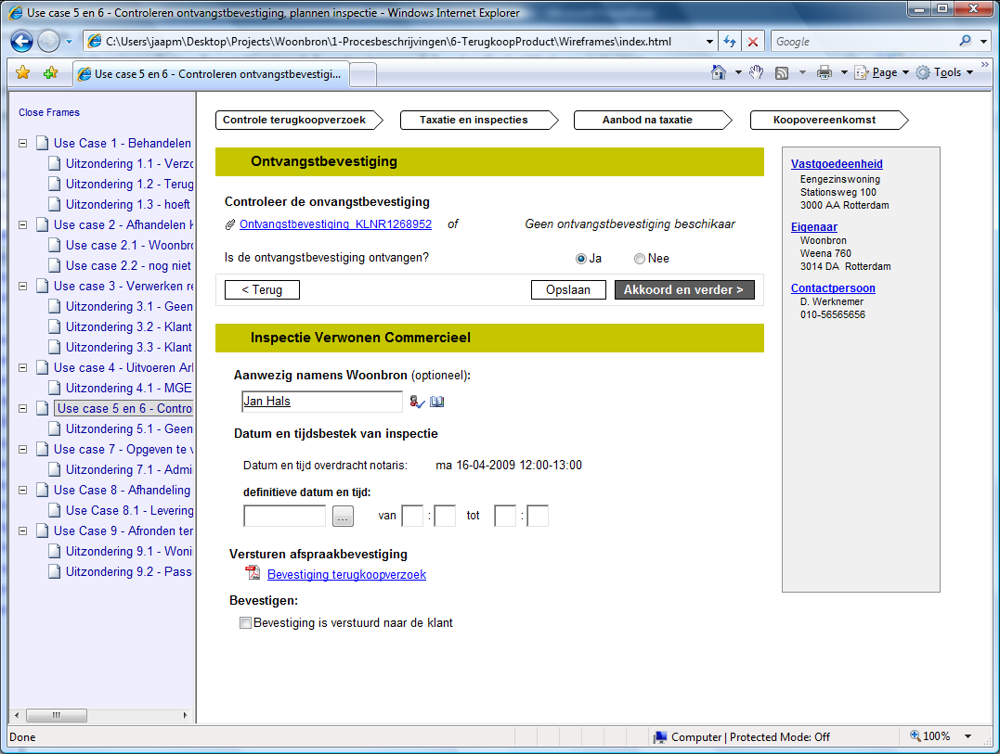 Use case 5 en 6 - Controleren ontvangstbevestiging, plannen inspectie - Windows Internet Explorer
C:\Users\jaapm\Desktop\Projects\Woonbron\1-Procesbeschrijvingen\6-TerugkoopProduct\Wireframes\index.html
Google
Use case 5 en 6 - Controleren ontvangstbevestigi...
Page
Tools
Close Frames
Use Case 1 - Behandelen
Uitzondering 1.1 - Verzo
Uitzondering 1.2 - Terug
Uitzondering 1.3 - hoeft
Use case 2 - Afhandelen K
Use case 2.1 - Woonbro
Use case 2.2 - nog niet
Use case 3 - Verwerken re
Uitzondering 3.1 - Geen
Uitzondering 3.2 - Klant
Uitzondering 3.3 - Klant
Use case 4 - Uitvoeren Ar
Uitzondering 4.1 - MGE
Use case 5 en 6 - Contro
Uitzondering 5.1 - Geen
Use case 7 - Opgeven te v
Uitzondering 7.1 - Admi
Use Case 8 - Afhandeling
Use Case 8.1 - Levering
Use Case 9 - Afronden ter
Uitzondering 9.1 - Woni
Uitzondering 9.2 - Pass
Controle terugkoopverzoek
Taxatie en inspecties
Aanbod na taxatie
Koopovereenkomst
Ontvangstbevestiging
Controleer de onvangstbevestiging
Ontvangstbevestiging_KLNR1268952 of Geen ontvangstbevestiging beschikaar
Is de ontvangstbevestiging ontvangen? Ja Nee
< Terug Opslaan Akkoord en verder >
Inspectie Verwonen Commercieel
Aanwezig namens Woonbron (optioneel):
Jan Hals
Datum en tijdsbestek van inspectie
Datum en tijd overdracht notaris: ma 16-04-2009 12:00-13:00
definitieve datum en tijd:
... van : tot :
Versturen afspraakbevestiging
Bevestiging terugkoopverzoek
Bevestigen:
Bevestiging is verstuurd naar de klant
Vastgoedeenheid
Eengezinswoning
Stationsweg 100
3000 AA Rotterdam
Eigenaar
Woonbron
Weena 760
3014 DA Rotterdam
Contactpersoon
D. Werknemer
010-56565656
Done
Computer | Protected Mode: Off
100%